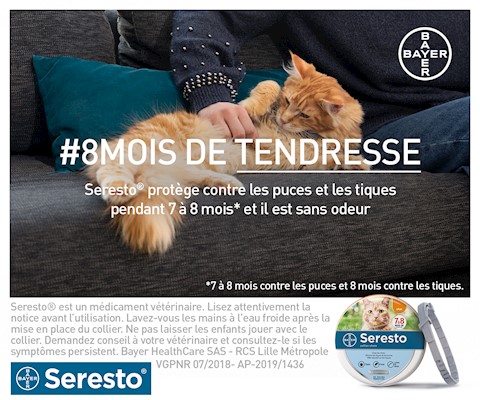 BAYER
BAYER
#8MOIS DE TENDRESSE
Seresto® protège contre les puces et les tiques
pendant 7 à 8 mois* et il est sans odeur
*7 à 8 mois contre les puces et 8 mois contre les tiques.
Seresto® est un médicament vétérinaire. Lisez attentivement la
notice avant l'utilisation. Lavez-vous les mains à l'eau froide après la
mise en place du collier. Ne pas laisser les enfants jouer avec le
collier. Demandez conseil à votre vétérinaire et consultez-le si les
symptômes persistent. Bayer HealthCare SAS - RCS Lille Métropole
VGPNR 07/2018- AP-2019/1436
BAYER
Seresto®
7à8
Seresto